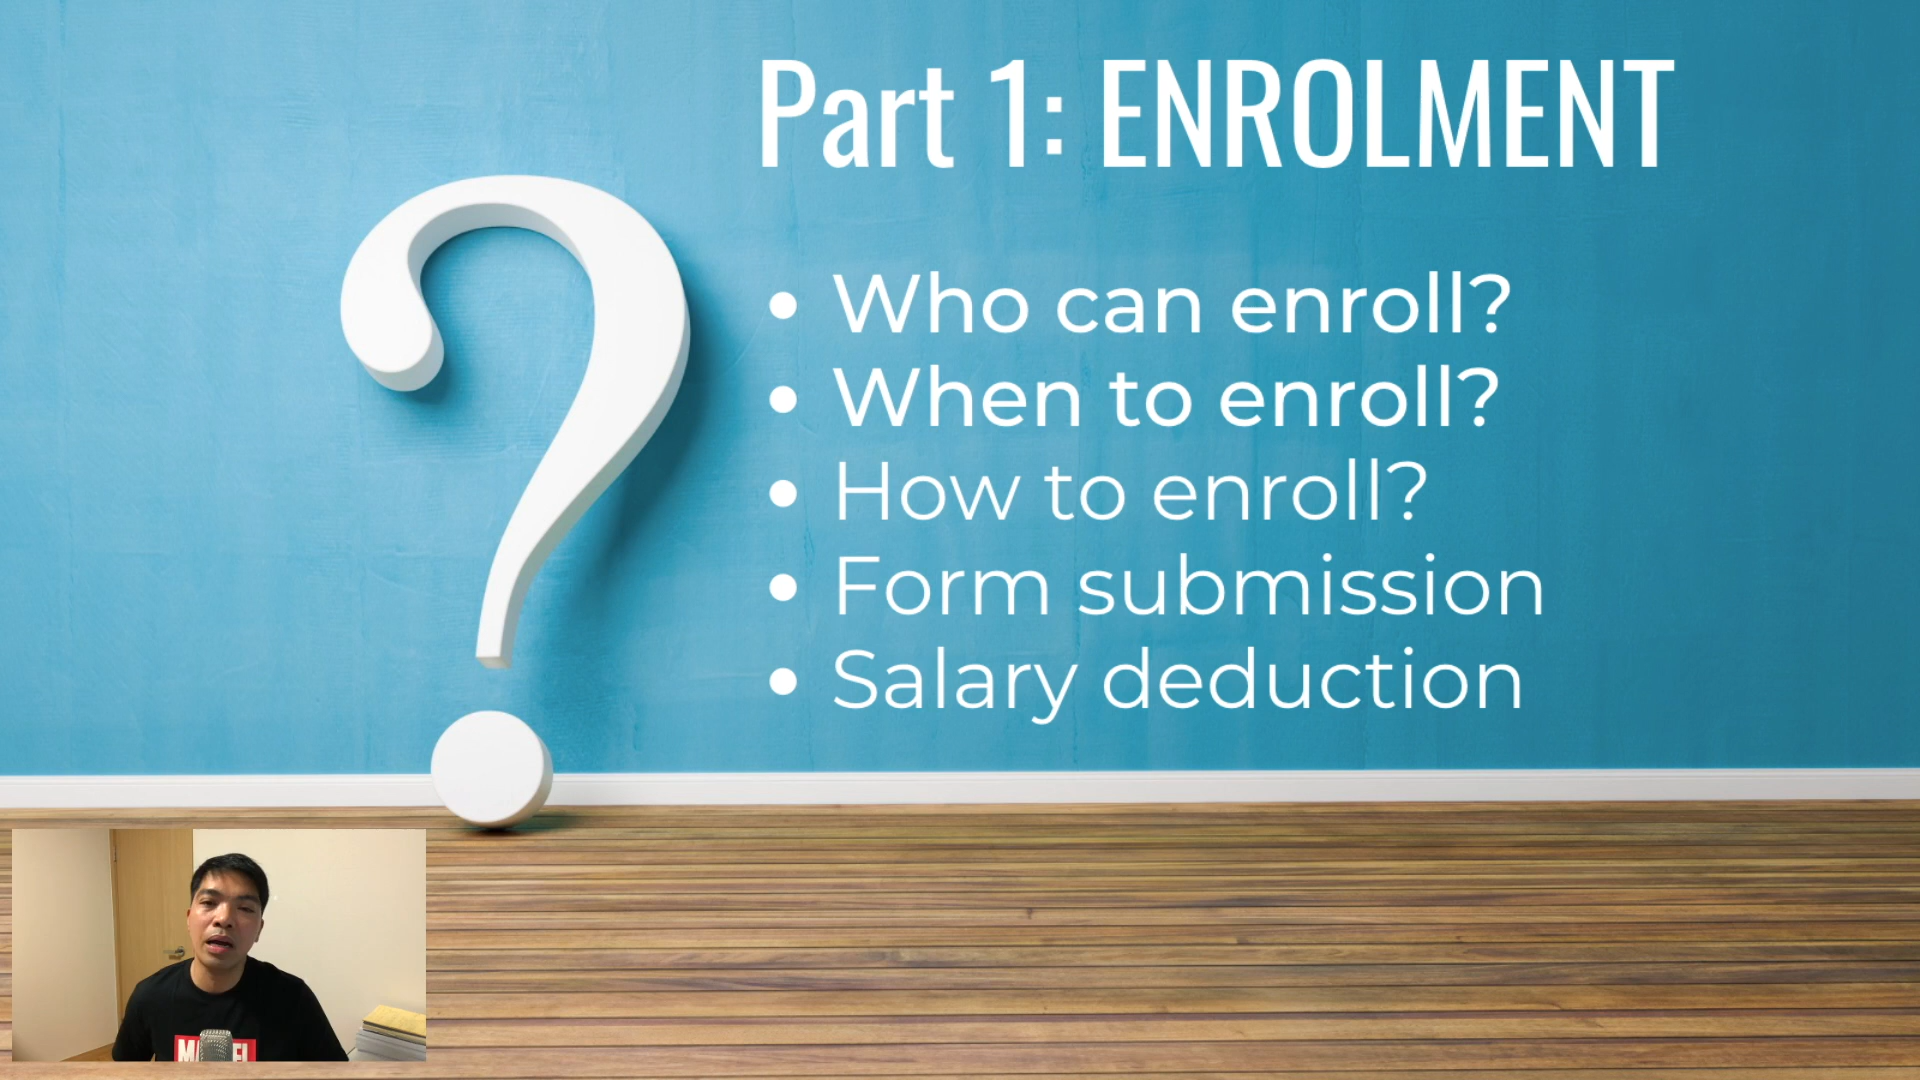 Part 1: ENROLMENT
• Who can enroll?
• When to enroll?
• How to enroll?
• Form submission
• Salary deduction